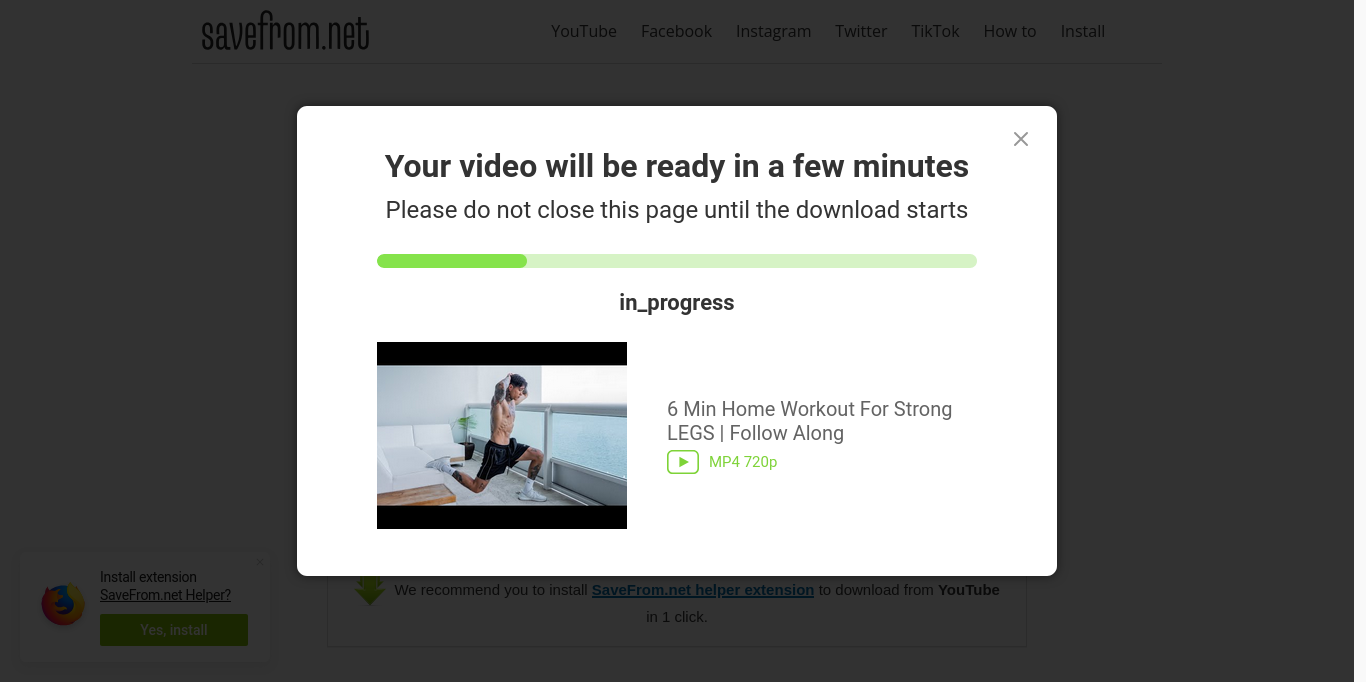 savefrom.net
YouTube Facebook Instagram Twitter TikTok How to Install
Your video will be ready in a few minutes
Please do not close this page until the download starts
in_progress
6 Min Home Workout For Strong
LEGS | Follow Along
MP4 720p
Install extension
SaveFrom.net Helper?
Yes, install
We recommend you to install SaveFrom.net helper extension to download from YouTube
in 1 click.